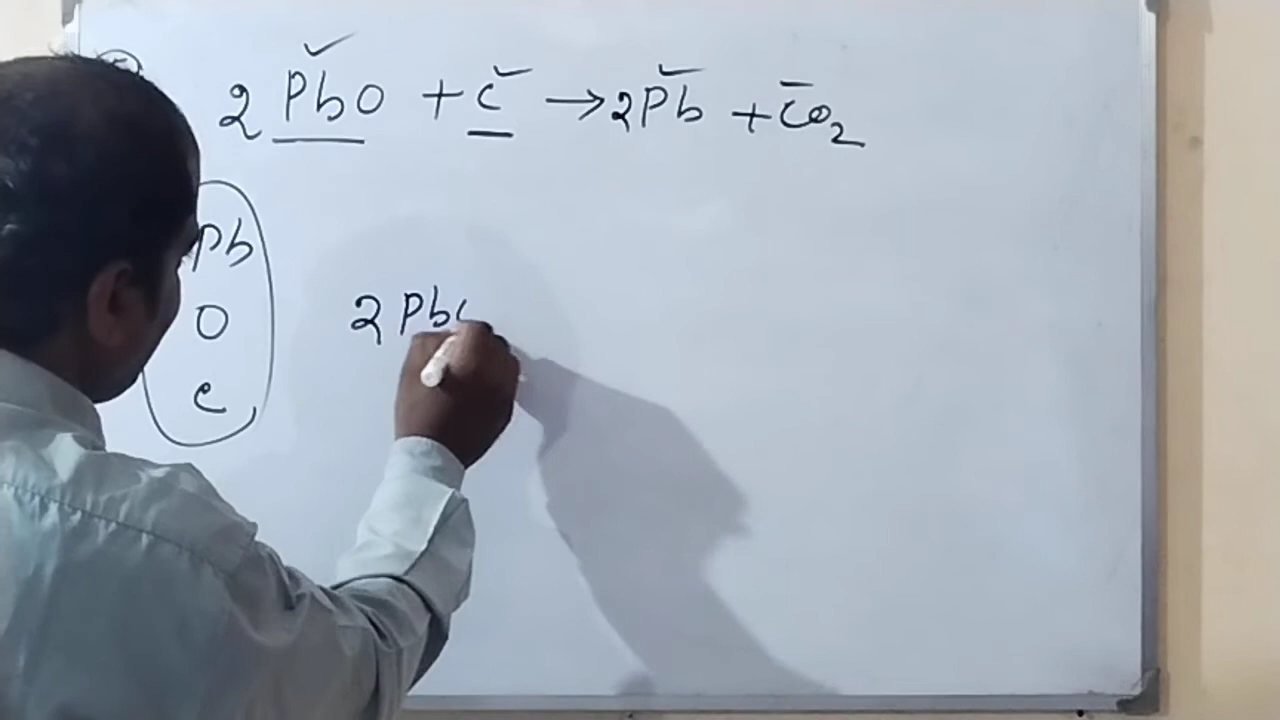 2 PbO + C → 2Pb + CO₂
Pb
O
C
2 Pb